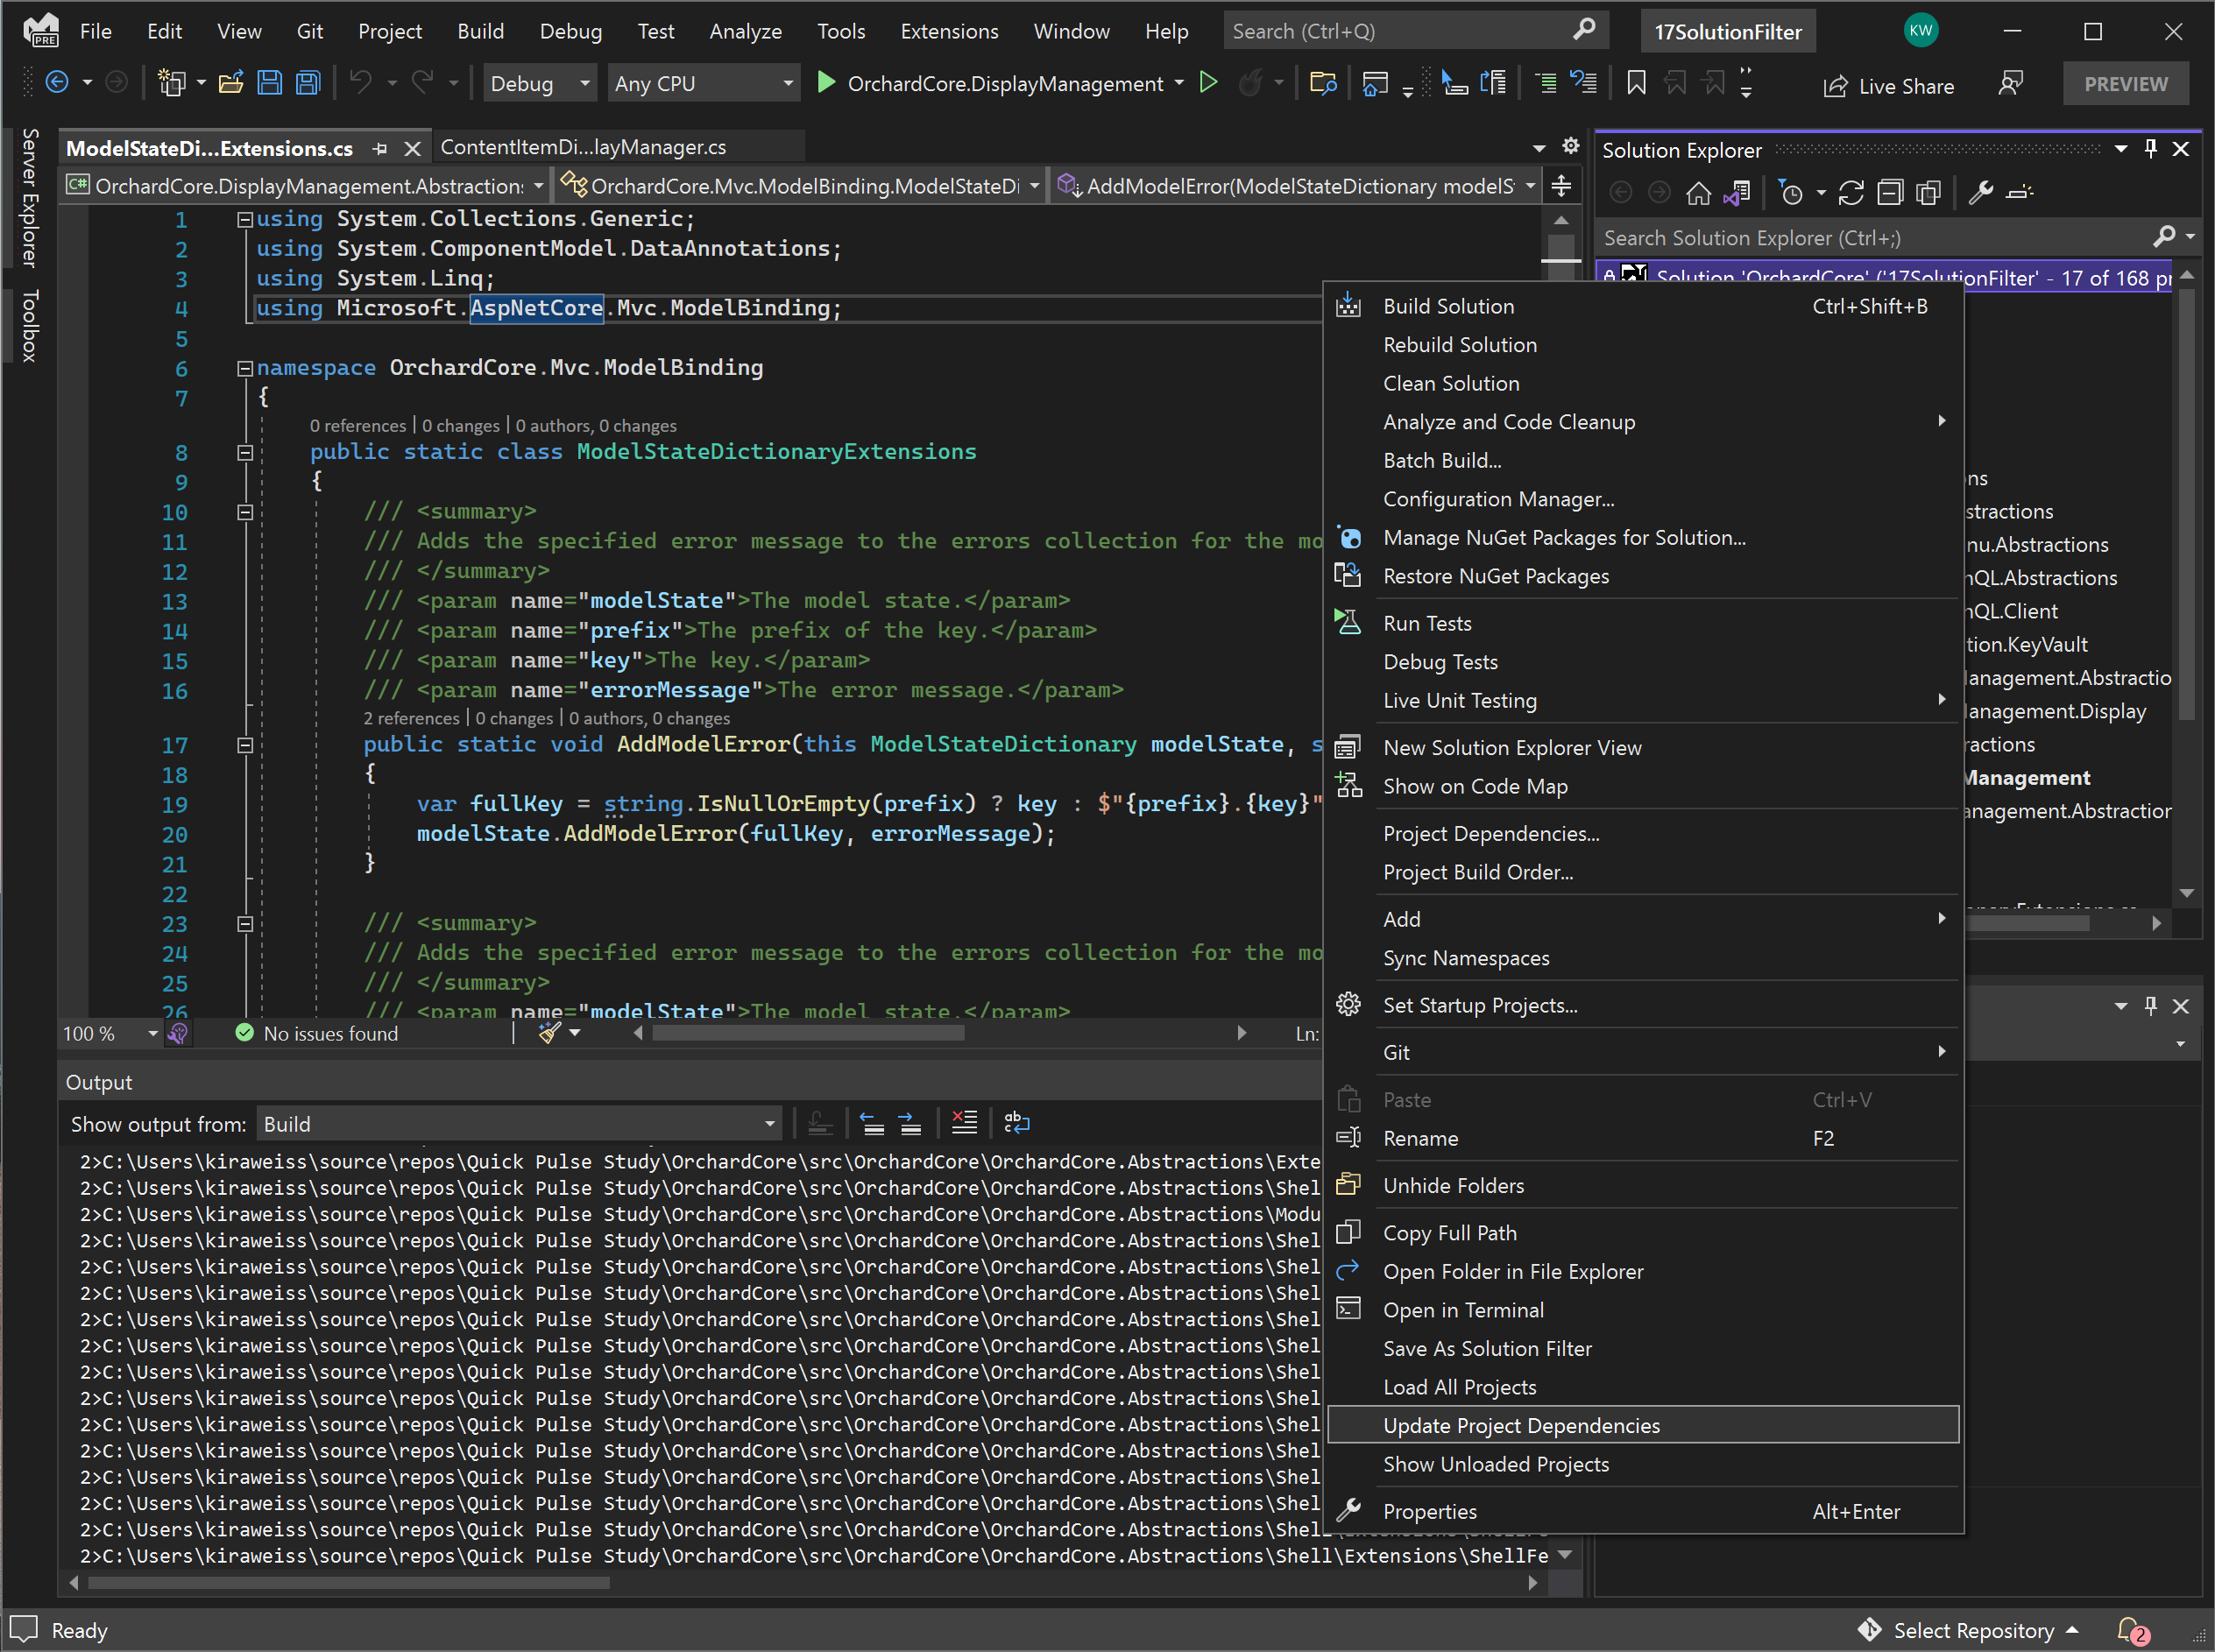 PRE File Edit View Git Project Build Debug Test Analyze Tools Extensions Window Help Search (Ctrl+Q) 17SolutionFilter KW
Debug Any CPU OrchardCore.DisplayManagement Live Share PREVIEW
Server Explorer
Toolbox
ModelStateDi...Extensions.cs ContentItemDi...layManager.cs
C# OrchardCore.DisplayManagement.Abstractions OrchardCore.Mvc.ModelBinding.ModelStateDi AddModelError(ModelStateDictionary modelS
1 using System.Collections.Generic;
2 using System.ComponentModel.DataAnnotations;
3 using System.Linq;
4 using Microsoft.AspNetCore.Mvc.ModelBinding;
5
6 namespace OrchardCore.Mvc.ModelBinding
7 {
0 references | 0 changes | 0 authors, 0 changes
8 public static class ModelStateDictionaryExtensions
9 {
10 /// <summary>
11 /// Adds the specified error message to the errors collection for the mo
12 /// </summary>
13 /// <param name="modelState">The model state.</param>
14 /// <param name="prefix">The prefix of the key.</param>
15 /// <param name="key">The key.</param>
16 /// <param name="errorMessage">The error message.</param>
2 references | 0 changes | 0 authors, 0 changes
17 public static void AddModelError(this ModelStateDictionary modelState, s
18 {
19 var fullKey = string.IsNullOrEmpty(prefix) ? key : $"{prefix}.{key}"
20 modelState.AddModelError(fullKey, errorMessage);
21 }
22
23 /// <summary>
24 /// Adds the specified error message to the errors collection for the mo
25 /// </summary>
26 /// <param name="modelState">The model state.</param>
100 % No issues found Ln:
Output
Show output from: Build
2>C:\Users\kiraweiss\source\repos\Quick Pulse Study\OrchardCore\src\OrchardCore\OrchardCore.Abstractions\Exte
2>C:\Users\kiraweiss\source\repos\Quick Pulse Study\OrchardCore\src\OrchardCore\OrchardCore.Abstractions\Shel
2>C:\Users\kiraweiss\source\repos\Quick Pulse Study\OrchardCore\src\OrchardCore\OrchardCore.Abstractions\Modu
2>C:\Users\kiraweiss\source\repos\Quick Pulse Study\OrchardCore\src\OrchardCore\OrchardCore.Abstractions\Shel
2>C:\Users\kiraweiss\source\repos\Quick Pulse Study\OrchardCore\src\OrchardCore\OrchardCore.Abstractions\Shel
2>C:\Users\kiraweiss\source\repos\Quick Pulse Study\OrchardCore\src\OrchardCore\OrchardCore.Abstractions\Shel
2>C:\Users\kiraweiss\source\repos\Quick Pulse Study\OrchardCore\src\OrchardCore\OrchardCore.Abstractions\Shel
2>C:\Users\kiraweiss\source\repos\Quick Pulse Study\OrchardCore\src\OrchardCore\OrchardCore.Abstractions\Shel
2>C:\Users\kiraweiss\source\repos\Quick Pulse Study\OrchardCore\src\OrchardCore\OrchardCore.Abstractions\Shel
2>C:\Users\kiraweiss\source\repos\Quick Pulse Study\OrchardCore\src\OrchardCore\OrchardCore.Abstractions\Shel
2>C:\Users\kiraweiss\source\repos\Quick Pulse Study\OrchardCore\src\OrchardCore\OrchardCore.Abstractions\Shel
2>C:\Users\kiraweiss\source\repos\Quick Pulse Study\OrchardCore\src\OrchardCore\OrchardCore.Abstractions\Shel
2>C:\Users\kiraweiss\source\repos\Quick Pulse Study\OrchardCore\src\OrchardCore\OrchardCore.Abstractions\Shel
2>C:\Users\kiraweiss\source\repos\Quick Pulse Study\OrchardCore\src\OrchardCore\OrchardCore.Abstractions\Shel
2>C:\Users\kiraweiss\source\repos\Quick Pulse Study\OrchardCore\src\OrchardCore\OrchardCore.Abstractions\Shel
2>C:\Users\kiraweiss\source\repos\Quick Pulse Study\OrchardCore\src\OrchardCore\OrchardCore.Abstractions\Shell\Extensions\ShellFe
Solution Explorer
Search Solution Explorer (Ctrl+;)
Solution 'OrchardCore' ('17SolutionFilter' - 17 of 168 pr
ns
stractions
nu.Abstractions
hQL.Abstractions
hQL.Client
tion.KeyVault
Management.Abstractio
Management.Display
ractions
Management
anagement.Abstraction
Build Solution Ctrl+Shift+B
Rebuild Solution
Clean Solution
Analyze and Code Cleanup
Batch Build...
Configuration Manager...
Manage NuGet Packages for Solution...
Restore NuGet Packages
Run Tests
Debug Tests
Live Unit Testing
New Solution Explorer View
Show on Code Map
Project Dependencies...
Project Build Order...
Add
Sync Namespaces
Set Startup Projects...
Git
Paste Ctrl+V
Rename F2
Unhide Folders
Copy Full Path
Open Folder in File Explorer
Open in Terminal
Save As Solution Filter
Load All Projects
Update Project Dependencies
Show Unloaded Projects
Properties Alt+Enter
Ready Select Repository 2